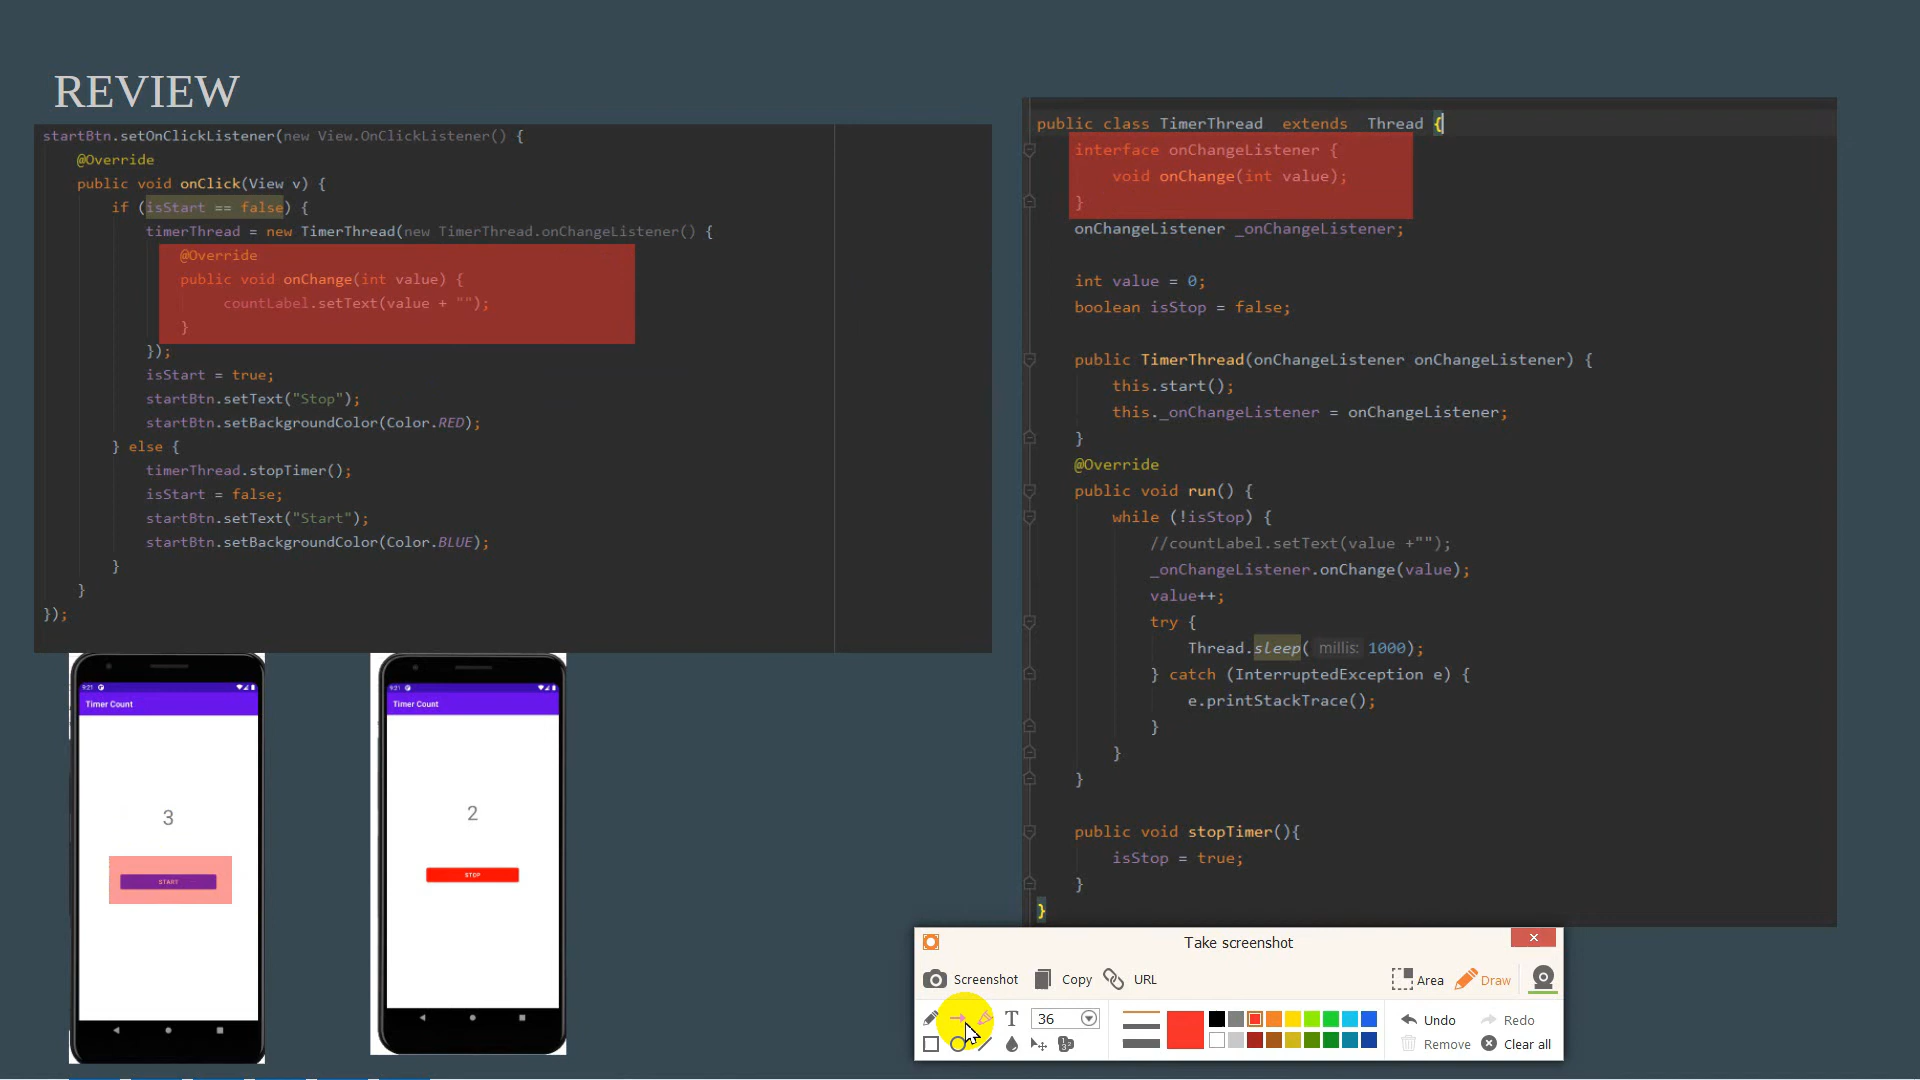 REVIEW
startBtn.setOnClickListener(new View.OnClickListener() {
@Override
public void onClick(View v) {
if (isStart == false) {
timerThread = new TimerThread(new TimerThread.onChangeListener() {
@Override
public void onChange(int value) {
countLabel.setText(value + "");
}
});
isStart = true;
startBtn.setText("Stop");
startBtn.setBackgroundColor(Color.RED);
} else {
timerThread.stopTimer();
isStart = false;
startBtn.setText("Start");
startBtn.setBackgroundColor(Color.BLUE);
}
}
});
public class TimerThread extends Thread {
interface onChangeListener {
void onChange(int value);
}
onChangeListener _onChangeListener;
int value = 0;
boolean isStop = false;
public TimerThread(onChangeListener onChangeListener) {
this.start();
this._onChangeListener = onChangeListener;
}
@Override
public void run() {
while (!isStop) {
//countLabel.setText(value +"");
_onChangeListener.onChange(value);
value++;
try {
Thread.sleep( millis: 1000);
} catch (InterruptedException e) {
e.printStackTrace();
}
}
}
public void stopTimer(){
isStop = true;
}
}
9:21
Timer Count
3
START
9:21
Timer Count
2
STOP
Take screenshot
Screenshot Copy URL Area Draw
T 36 Undo Redo
Remove Clear all